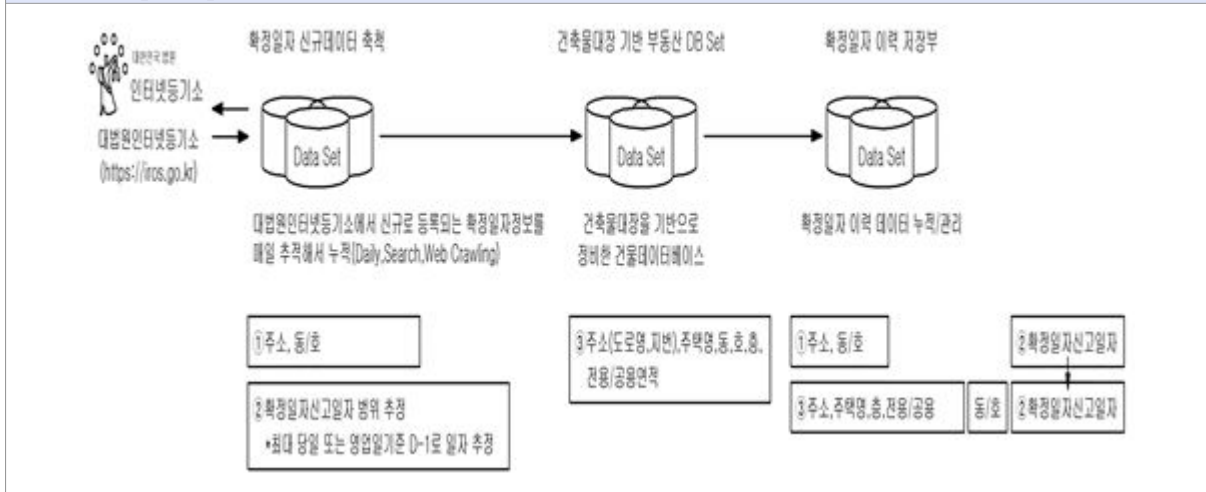 확정일자 신규데이터 축척
건축물대장 기반 부동산 DB Set
확정일자 이력 저장부
대한민국 법원
인터넷등기소
대법원인터넷등기소
(https://iros.go.kr)
Data Set
Data Set
Data Set
대법원인터넷등기소에서 신규로 등록되는 확정일자정보를
매일 추적해서 누적(Daily,Search,Web Crawling)
건축물대장을 기반으로
정비한 건물데이터베이스
확정일자 이력 데이터 누적/관리
①주소, 동/호
②확정일자신고일자 범위 추정
*최대 당일 또는 영업일기준 D-1로 일자 추정
③주소(도로명,지번),주택명,동,호,층,
전용/공용면적
①주소, 동/호
②확정일자신고일자
③주소,주택명,층,전용/공용
동/호
②확정일자신고일자